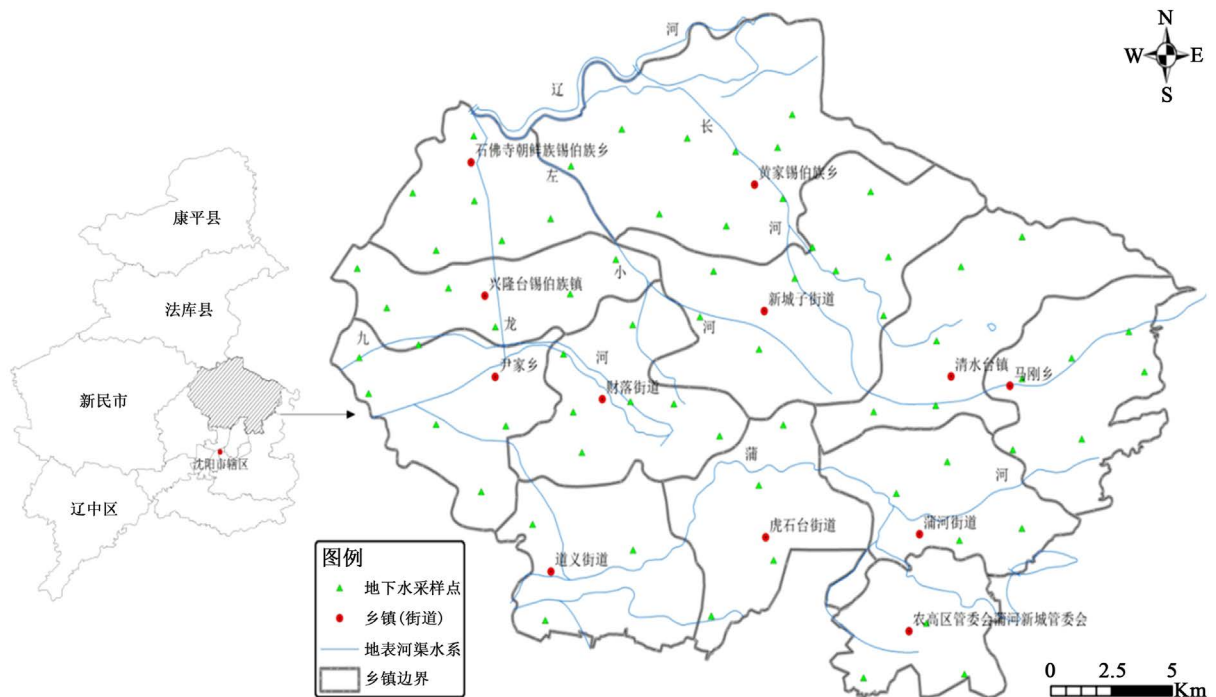 N
W E
S
河
辽
长
石佛寺朝鲜族锡伯族乡
左
黄家锡伯族乡
河
康平县
小
兴隆台锡伯族镇
新城子街道
法库县
龙
九
河
河
尹家乡
清水台镇
马刚乡
财落街道
新民市
沈阳市辖区
蒲
河
辽中区
虎石台街道
蒲河街道
道义街道
农高区管委会蒲河新城管委会
图例
地下水采样点
乡镇(街道)
地表河渠水系
乡镇边界
0 2.5 5
Km